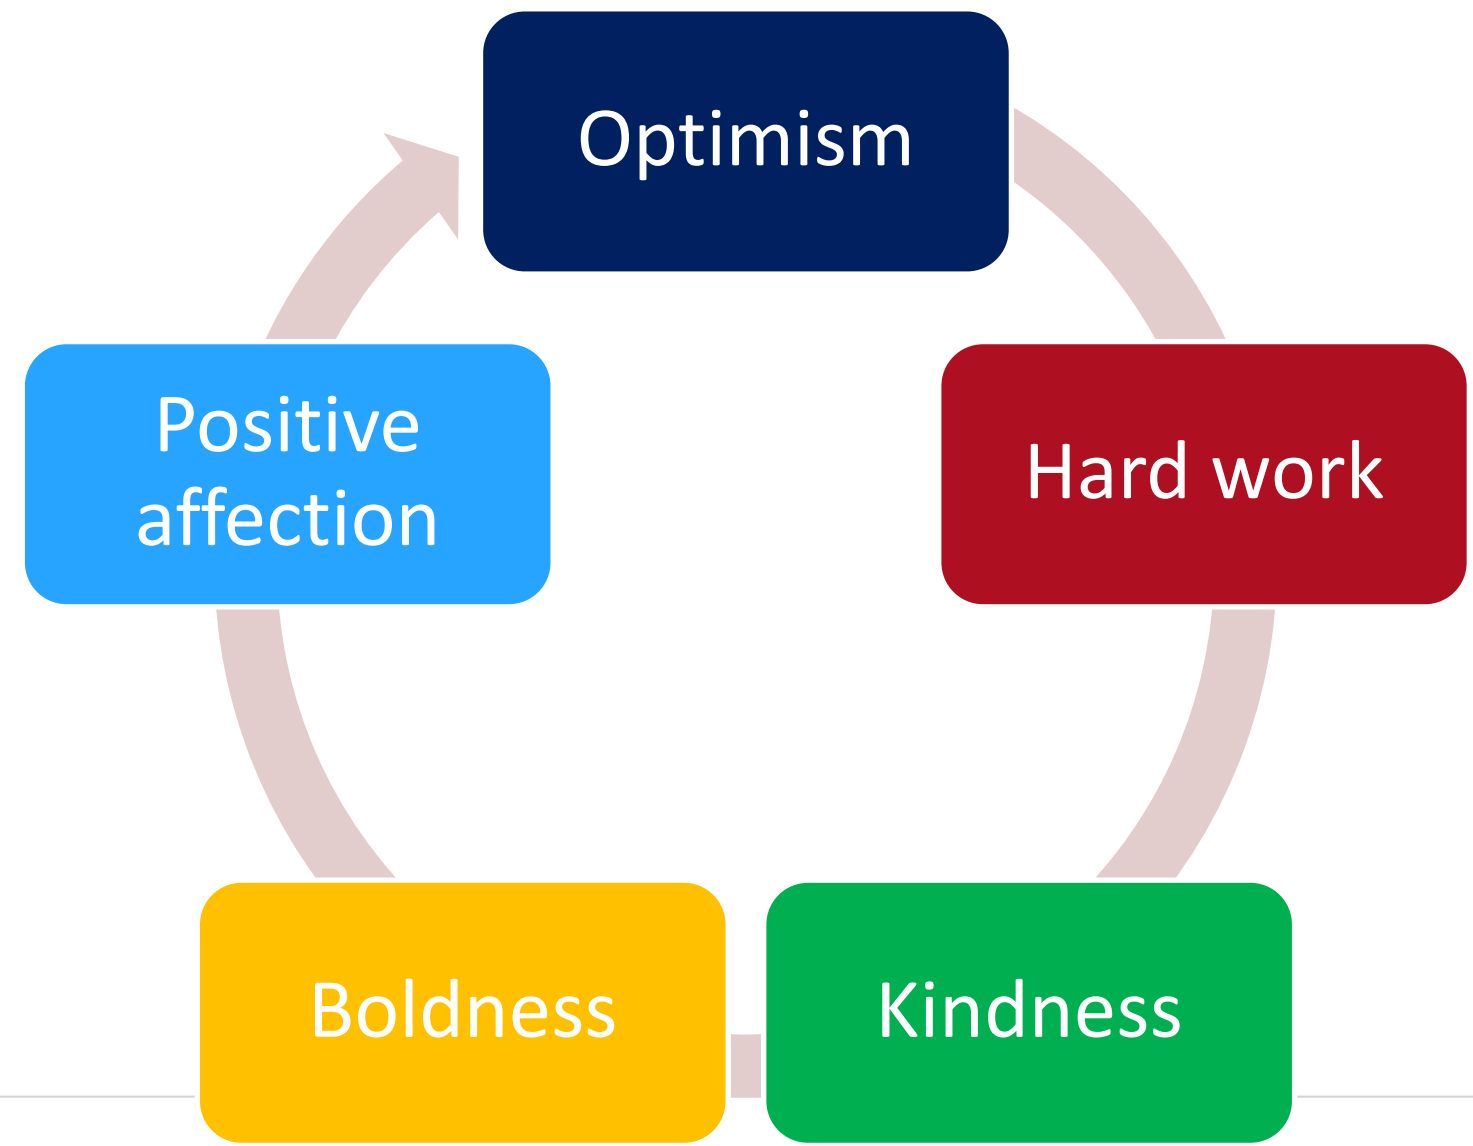 Optimism
Hard work
Kindness
Boldness
Positive
affection